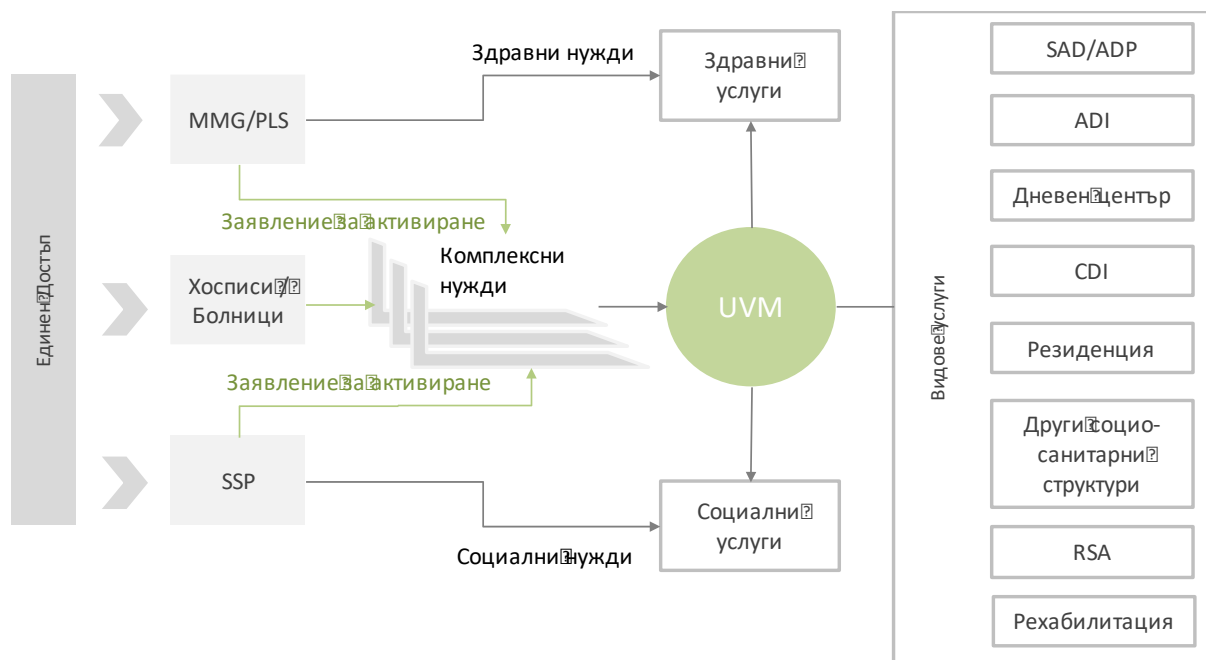 Единен Достъп
MMG/PLS
Здравни нужди
Здравни
услуги
Заявление за активиране
Хосписи /
Болници
Комплексни
нужди
UVM
Заявление за активиране
SSP
Социални нужди
Социални
услуги
Видове услуги
SAD/ADP
ADI
Дневен център
CDI
Резиденция
Други социо-
санитарни
структури
RSA
Рехабилитация